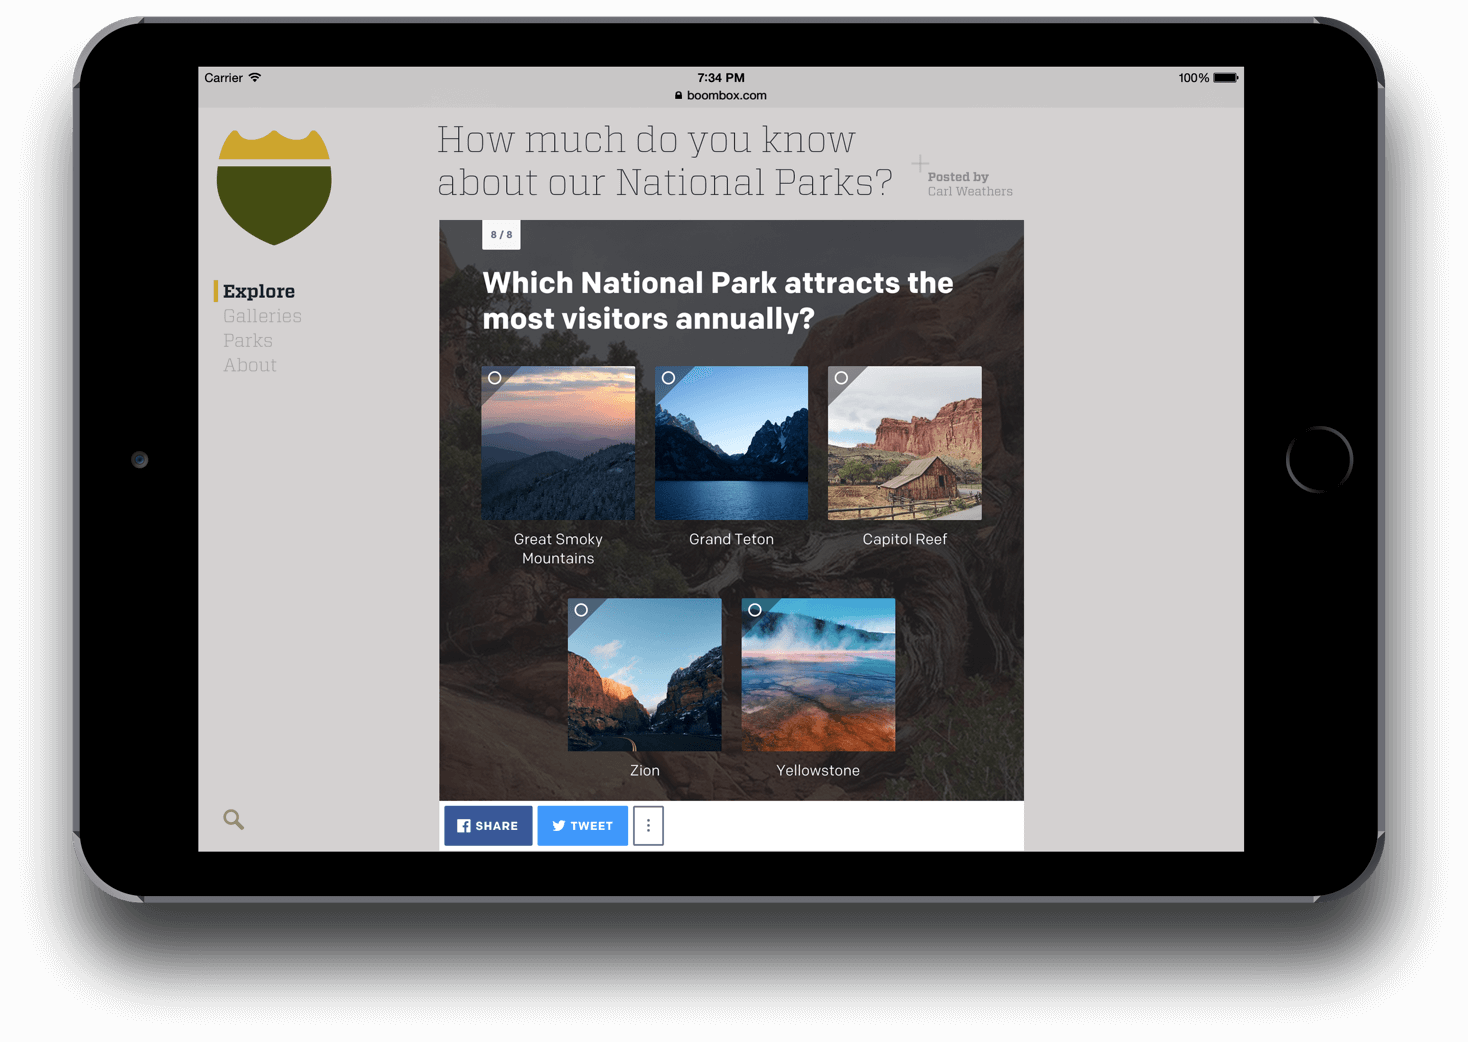 Carrier
7:34 PM
100%
boombox.com
How much do you know
about our National Parks?
Posted by
Carl Weathers
Explore
Galleries
Parks
About
8 / 8
Which National Park attracts the
most visitors annually?
Great Smoky
Mountains
Grand Teton
Capitol Reef
Zion
Yellowstone
SHARE
TWEET